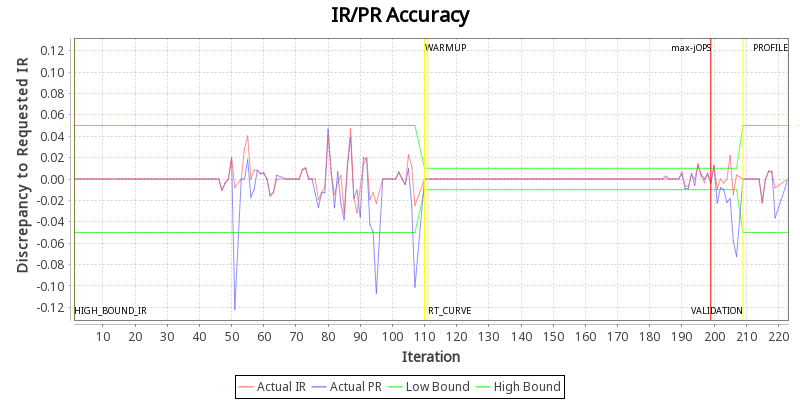 IR/PR Accuracy
Discrepancy to Requested IR
0.12
0.10
0.08
0.06
0.04
0.02
0.00
-0.02
-0.04
-0.06
-0.08
-0.10
-0.12
WARMUP
max-jOPS
PROFILE
HIGH_BOUND_IR
RT_CURVE
VALIDATION
10 20 30 40 50 60 70 80 90 100 110 120 130 140 150 160 170 180 190 200 210 220
Iteration
Actual IR Actual PR Low Bound High Bound